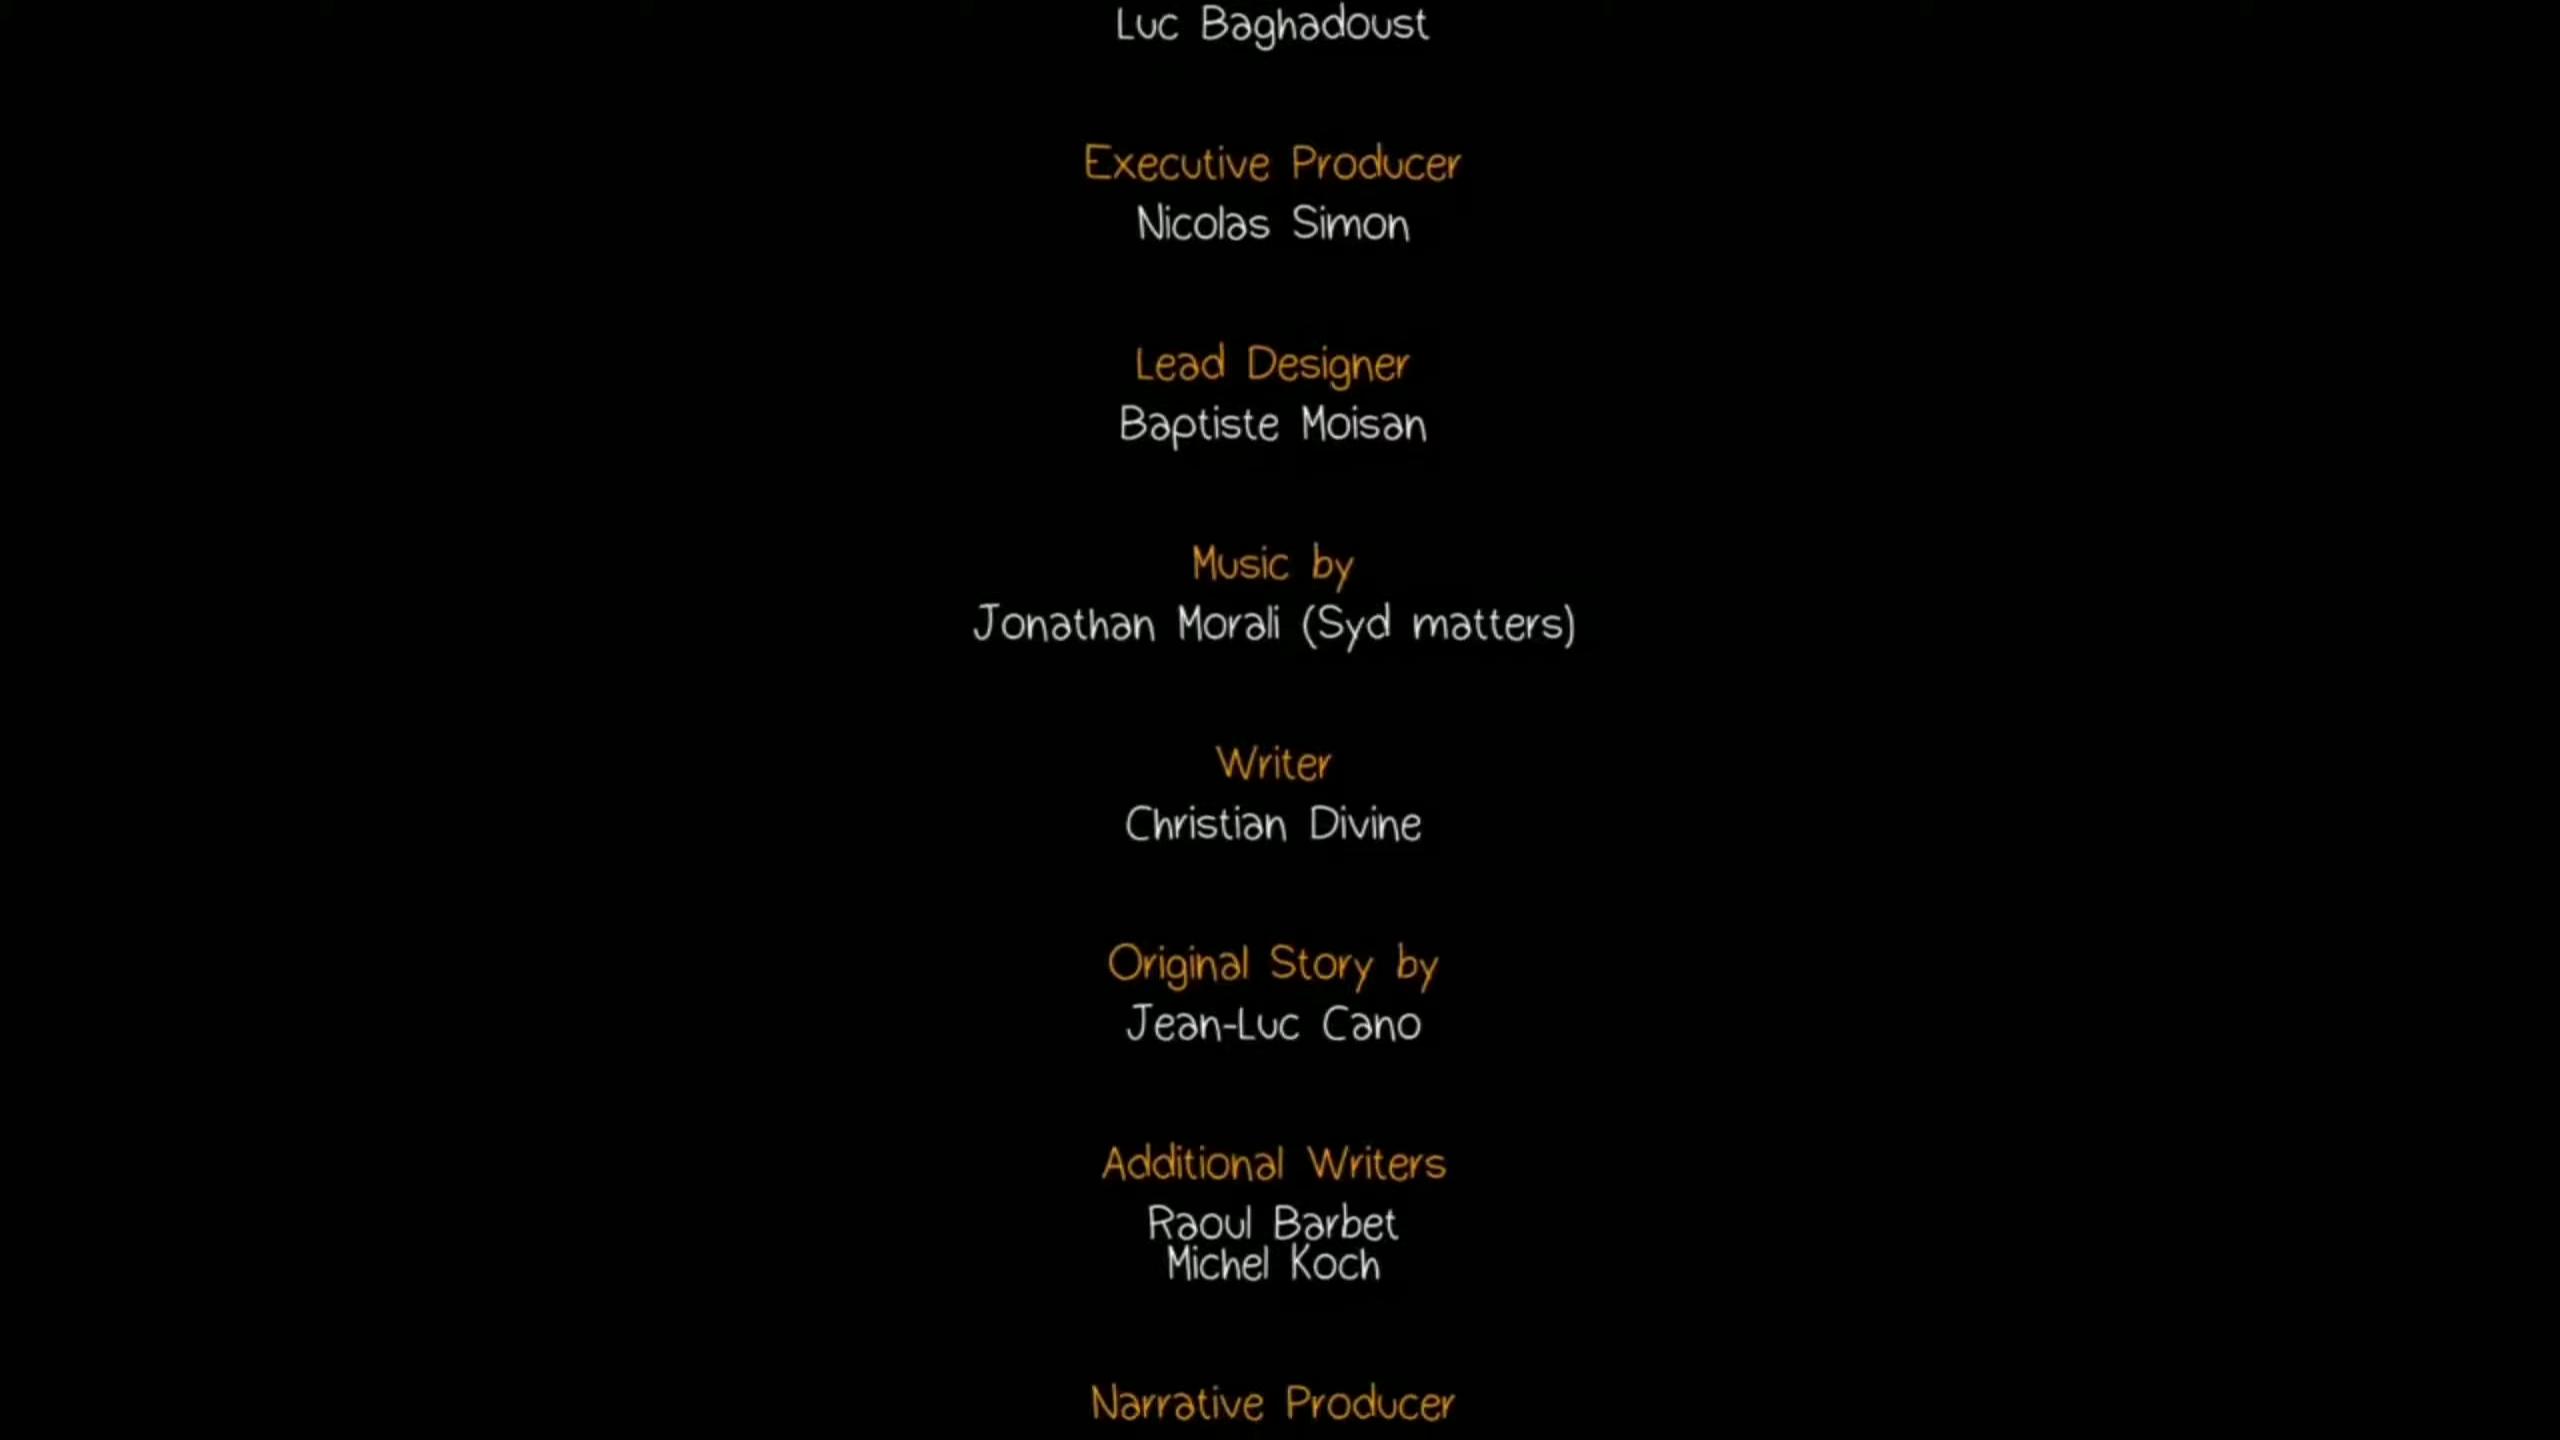 Luc Baghadoust
Executive Producer
Nicolas Simon
Lead Designer
Baptiste Moisan
Music by
Jonathan Morali (Syd matters)
Writer
Christian Divine
Original Story by
Jean-Luc Cano
Additional Writers
Raoul Barbet
Michel Koch
Narrative Producer